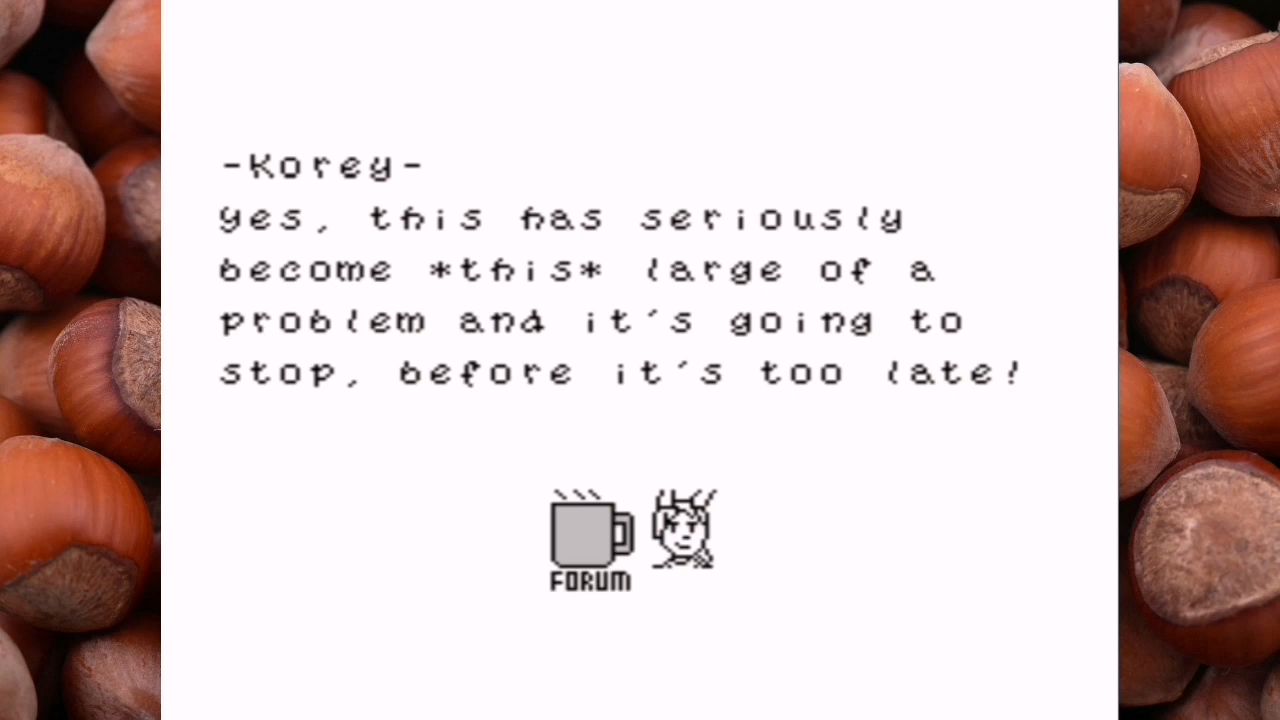 -Korey-
Yes, this has seriously
become *this* large of a
problem and it's going to
stop, before it's too late!
FORUM